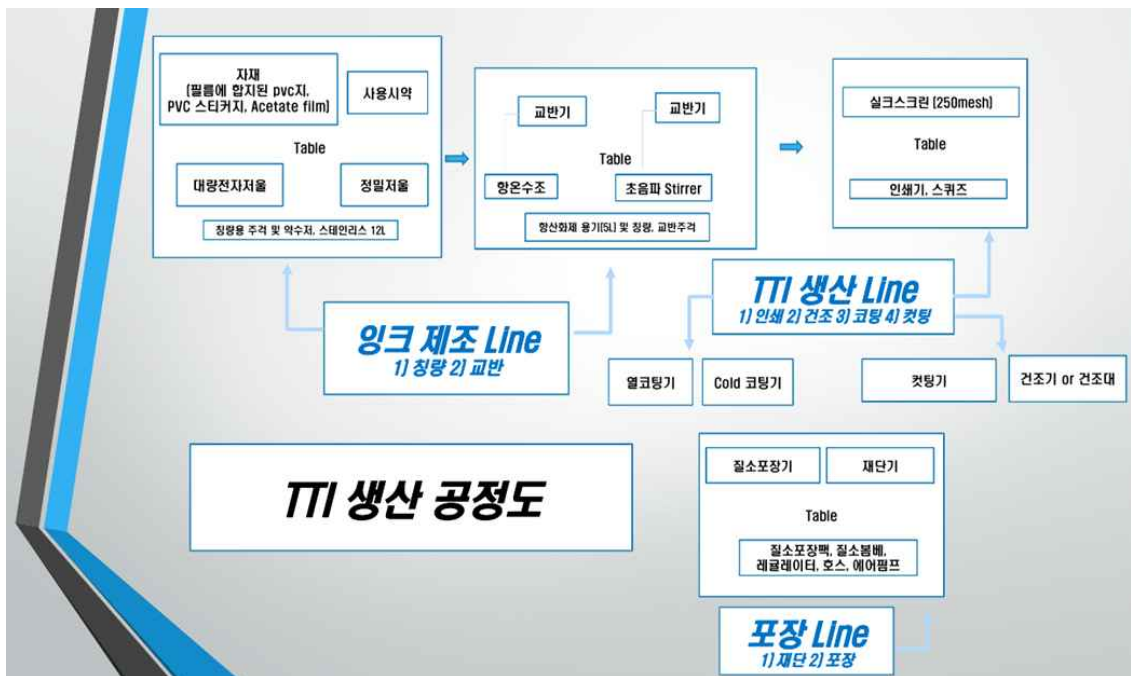 자재
(필름에 합지된 pvc지,
PVC 스티커지, Acetate film)
사용시약
Table
대량전자저울
정밀저울
칭량용 주걱 및 약수저, 스테인리스 12L
교반기
교반기
Table
항온수조
초음파 Stirrer
항산화제 용기(5L) 및 칭량, 교반주걱
실크스크린 (250mesh)
Table
인쇄기, 스퀴즈
잉크 제조 Line
1) 칭량 2) 교반
TTI 생산 Line
1) 인쇄 2) 건조 3) 코팅 4) 컷팅
열코팅기
Cold 코팅기
컷팅기
건조기 or 건조대
TTI 생산 공정도
질소포장기
재단기
Table
질소포장팩, 질소봄베,
레귤레이터, 호스, 에어펌프
포장 Line
1) 재단 2) 포장